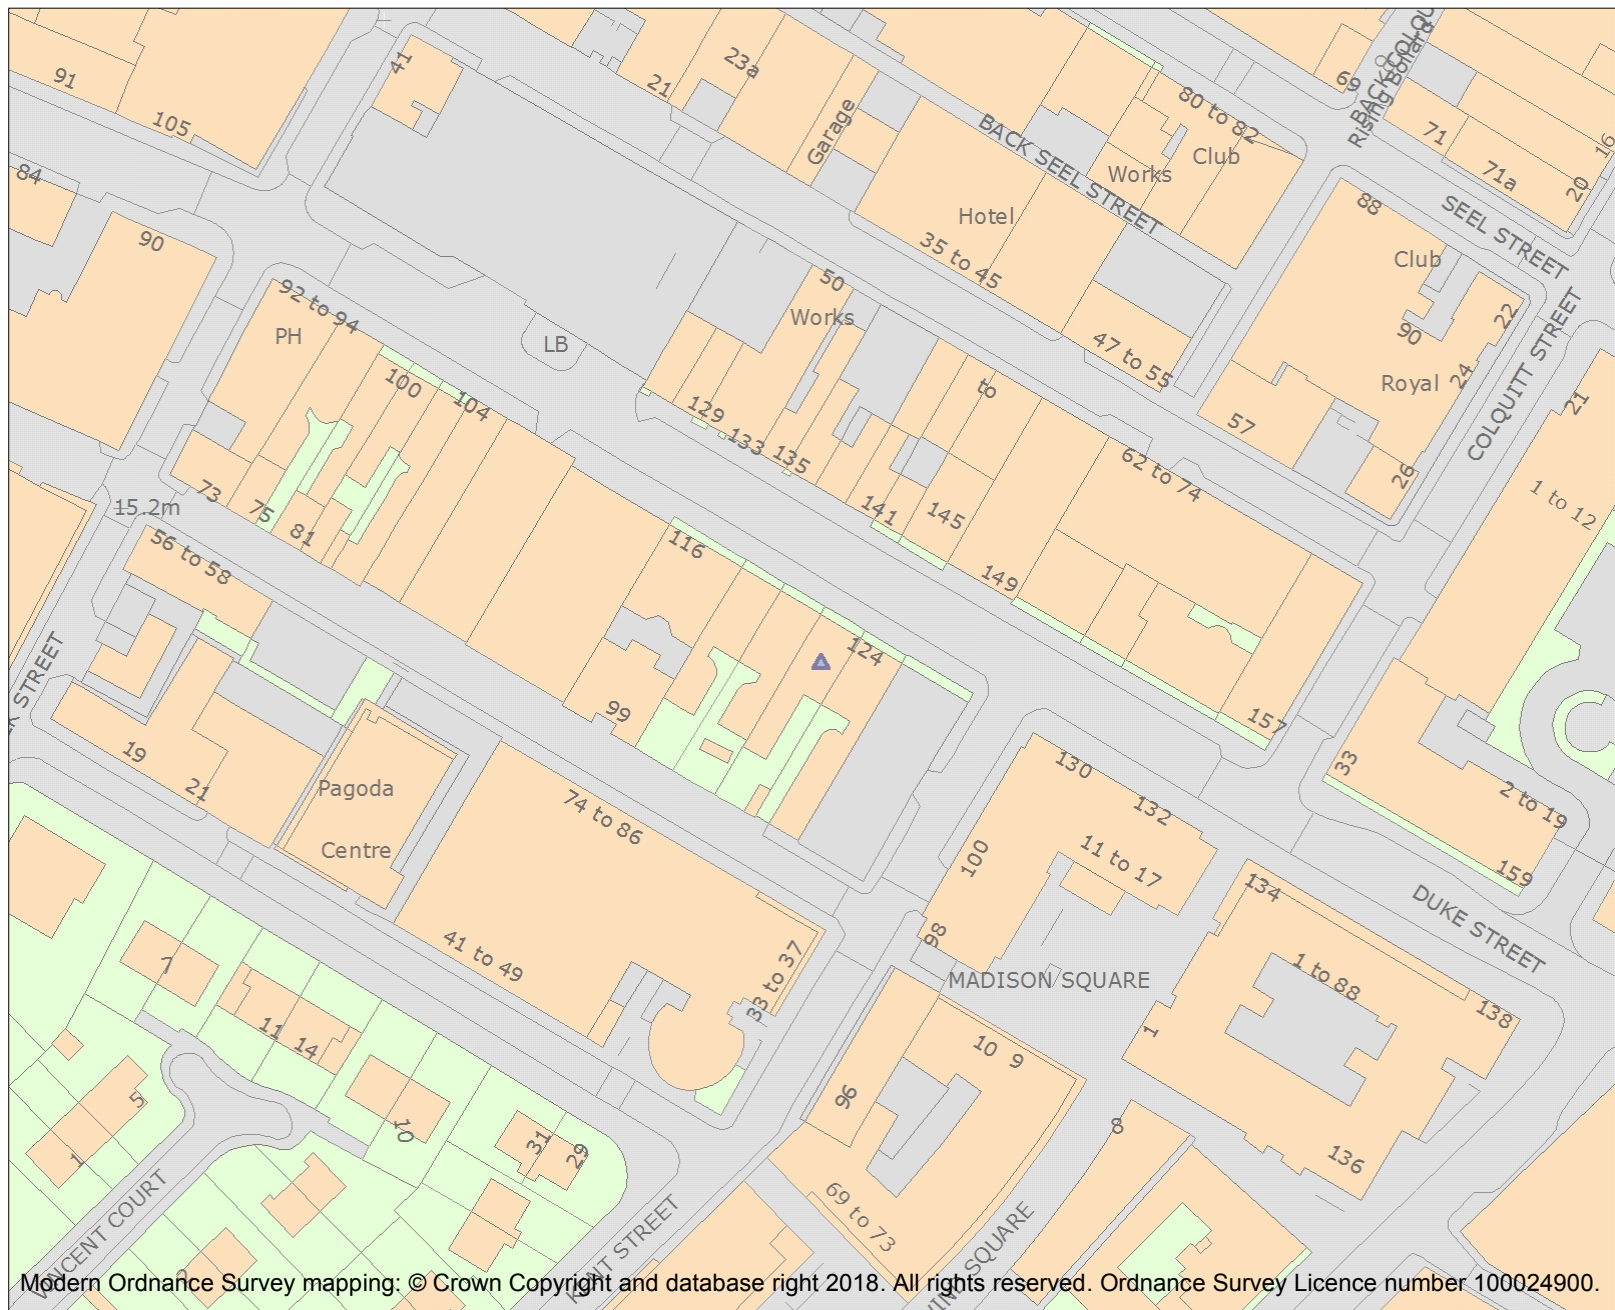 91
105
41
21
23a
Garage
BACK SEEL STREET
80 to 82
Works
Club
69
Rising Bollard
71
71a
16
20
84
90
Hotel
35 to 45
88
SEEL STREET
Club
22
90
24
Royal
COLQUITT STREET
92 to 94
PH
LB
50
Works
47 to 55
57
26
21
1 to 12
100
104
129
133
135
to
62 to 74
141
145
149
73
75
81
15.2m
56 to 58
116
124
99
157
33
2 to 19
159
19
21
Pagoda
Centre
74 to 86
130
132
11 to 17
100
98
134
DUKE STREET
41 to 49
33 to 37
MADISON SQUARE
1 to 88
138
1
7
11
14
10
9
96
8
136
5
1
10
31
29
69 to 73
VINCENT COURT
KENT STREET
Modern Ordnance Survey mapping: © Crown Copyright and database right 2018. All rights reserved. Ordnance Survey Licence number 100024900.